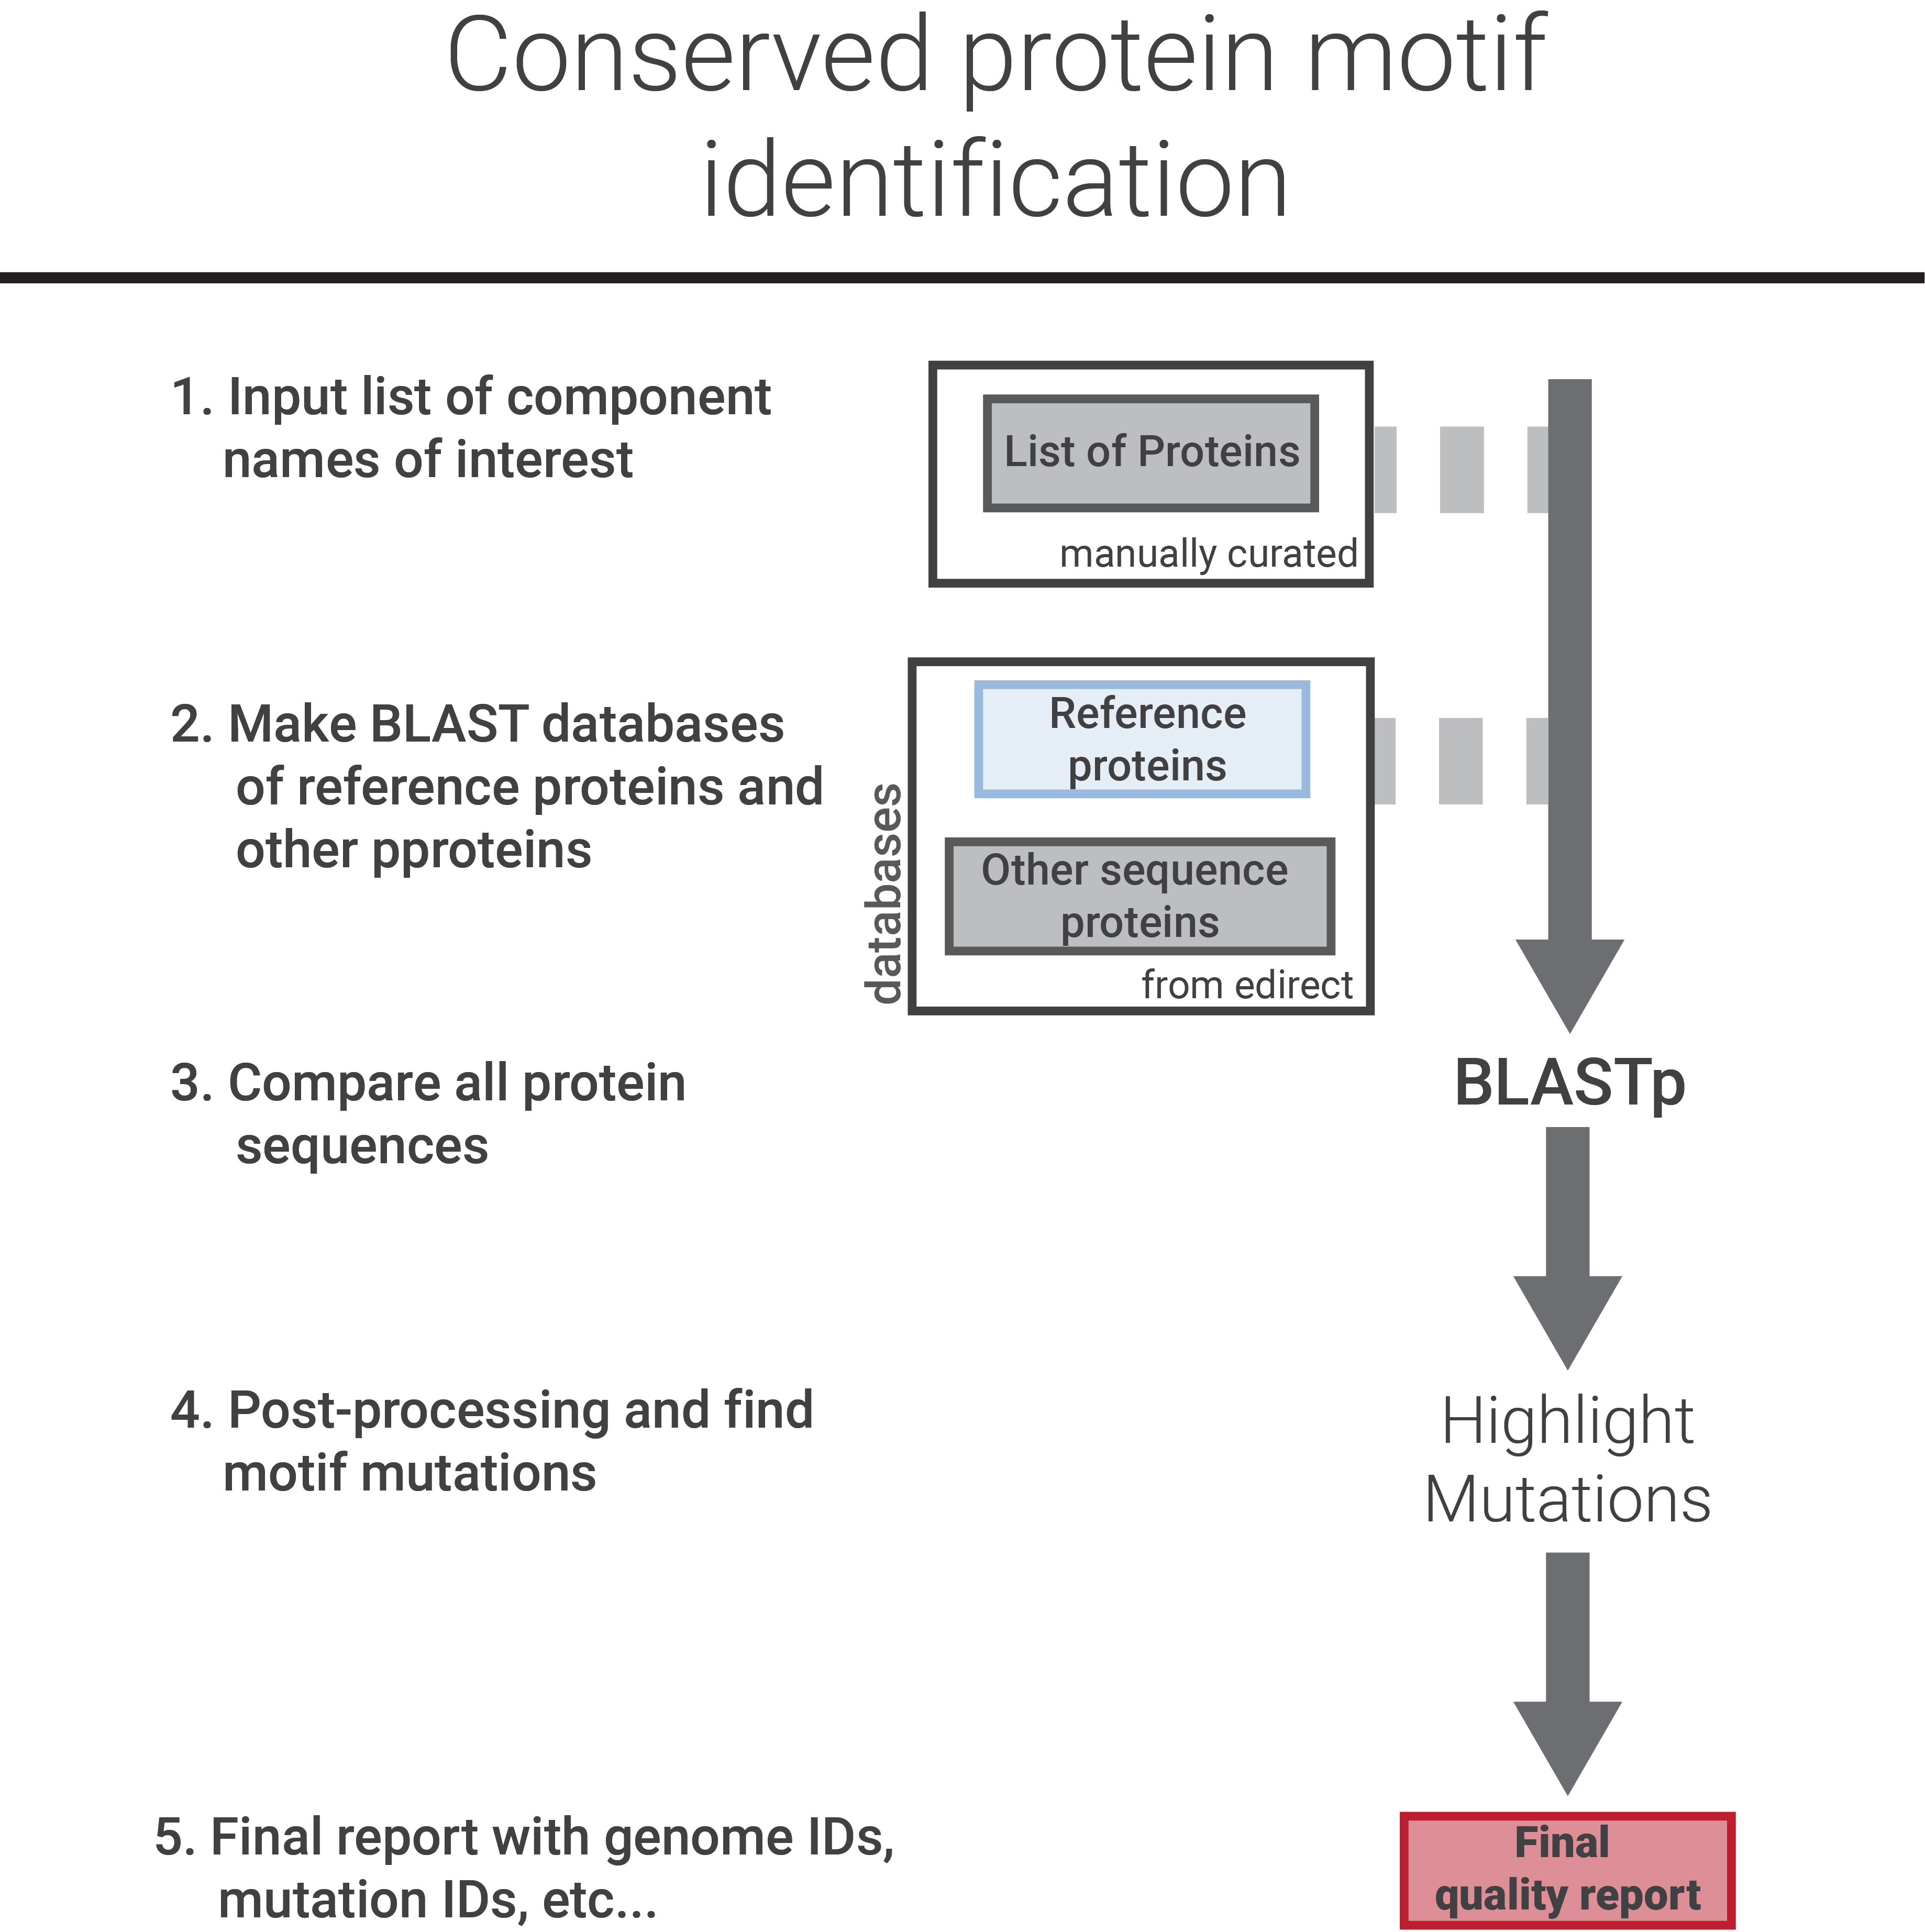 Conserved protein motif
identification
1. Input list of component
names of interest
List of Proteins
manually curated
2. Make BLAST databases
of reference proteins and
other pproteins
databases
Reference
proteins
Other sequence
proteins
from edirect
3. Compare all protein
sequences
BLASTp
4. Post-processing and find
motif mutations
Highlight
Mutations
5. Final report with genome IDs,
mutation IDs, etc...
Final
quality report